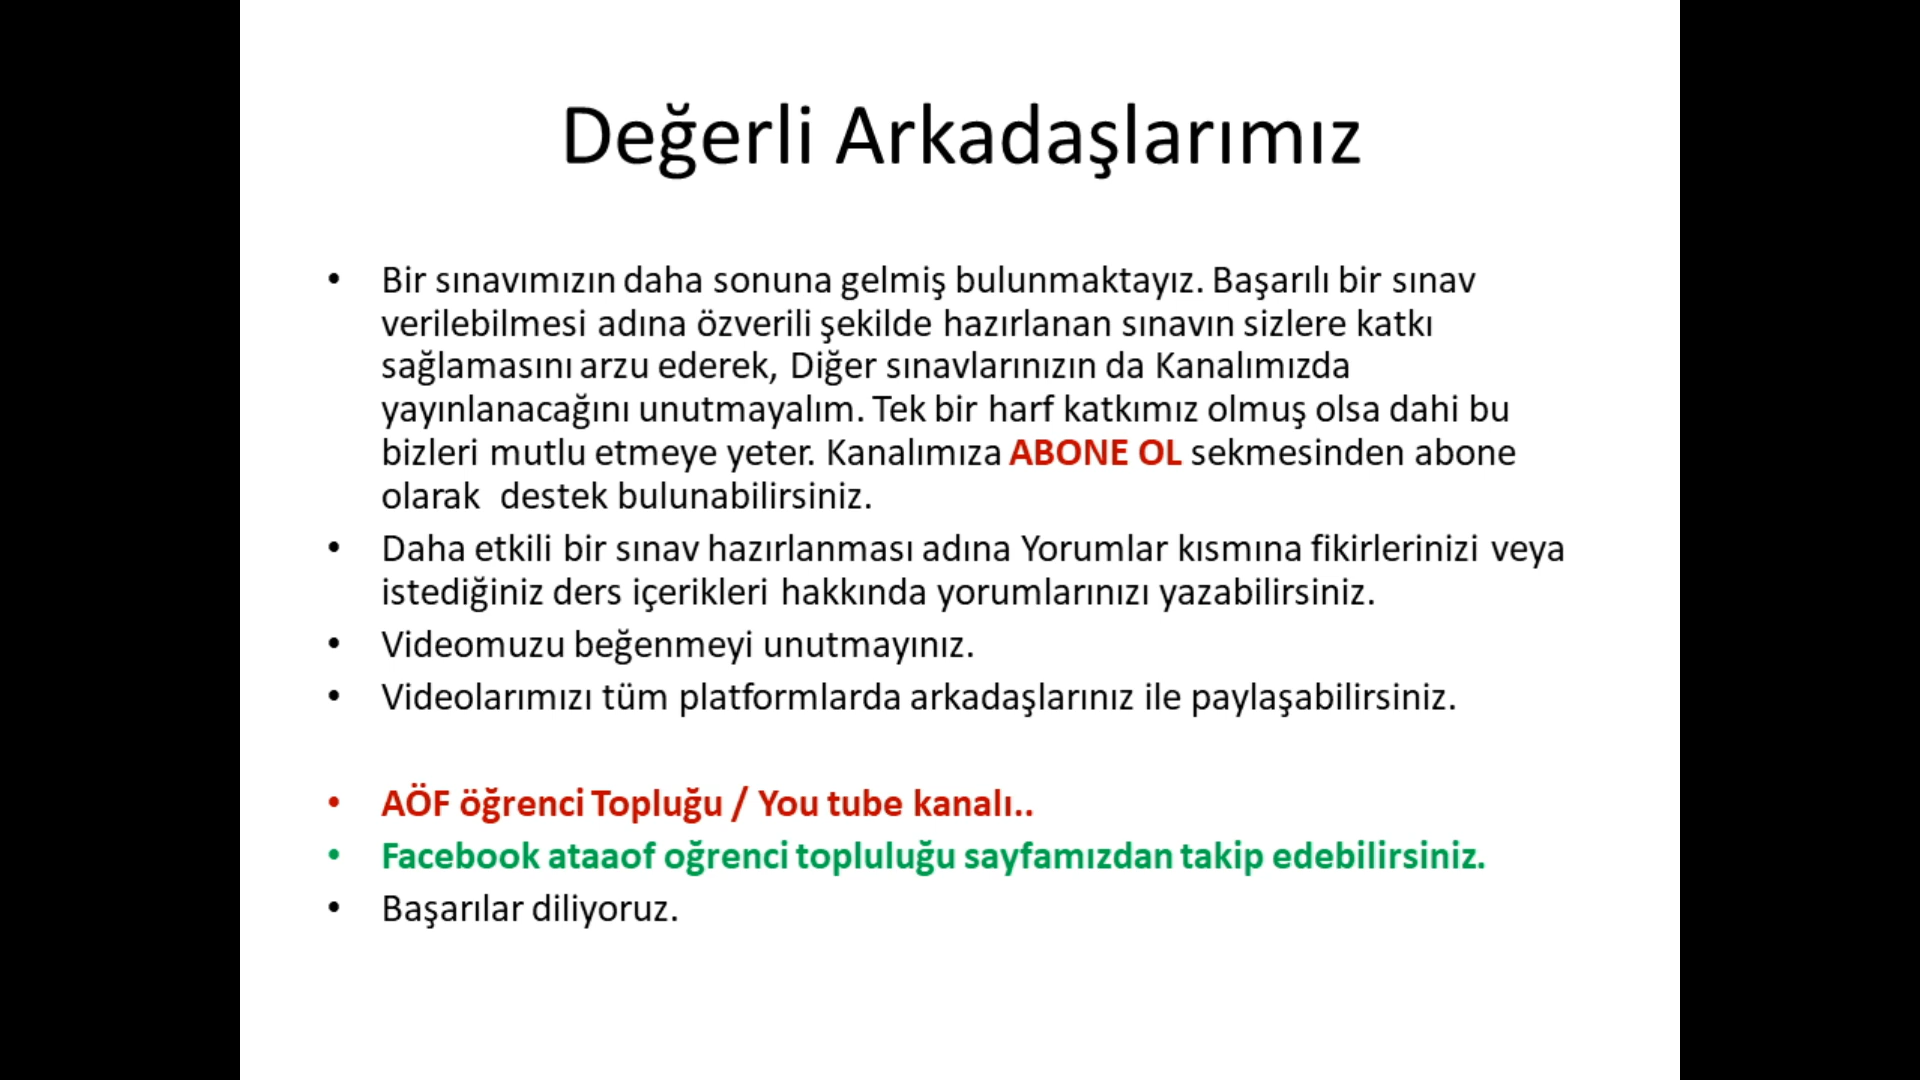 Değerli Arkadaşlarımız
• Bir sınavımızın daha sonuna gelmiş bulunmaktayız. Başarılı bir sınav
verilebilmesi adına özverili şekilde hazırlanan sınavın sizlere katkı
sağlamasını arzu ederek, Diğer sınavlarınızın da Kanalımızda
yayınlanacağını unutmayalım. Tek bir harf katkımız olmuş olsa dahi bu
bizleri mutlu etmeye yeter. Kanalımıza ABONE OL sekmesinden abone
olarak destek bulunabilirsiniz.
• Daha etkili bir sınav hazırlanması adına Yorumlar kısmına fikirlerinizi veya
istediğiniz ders içerikleri hakkında yorumlarınızı yazabilirsiniz.
• Videomuzu beğenmeyi unutmayınız.
• Videolarımızı tüm platformlarda arkadaşlarınız ile paylaşabilirsiniz.
• AÖF öğrenci Topluğu / You tube kanalı..
• Facebook ataaof oğrenci topluluğu sayfamızdan takip edebilirsiniz.
• Başarılar diliyoruz.